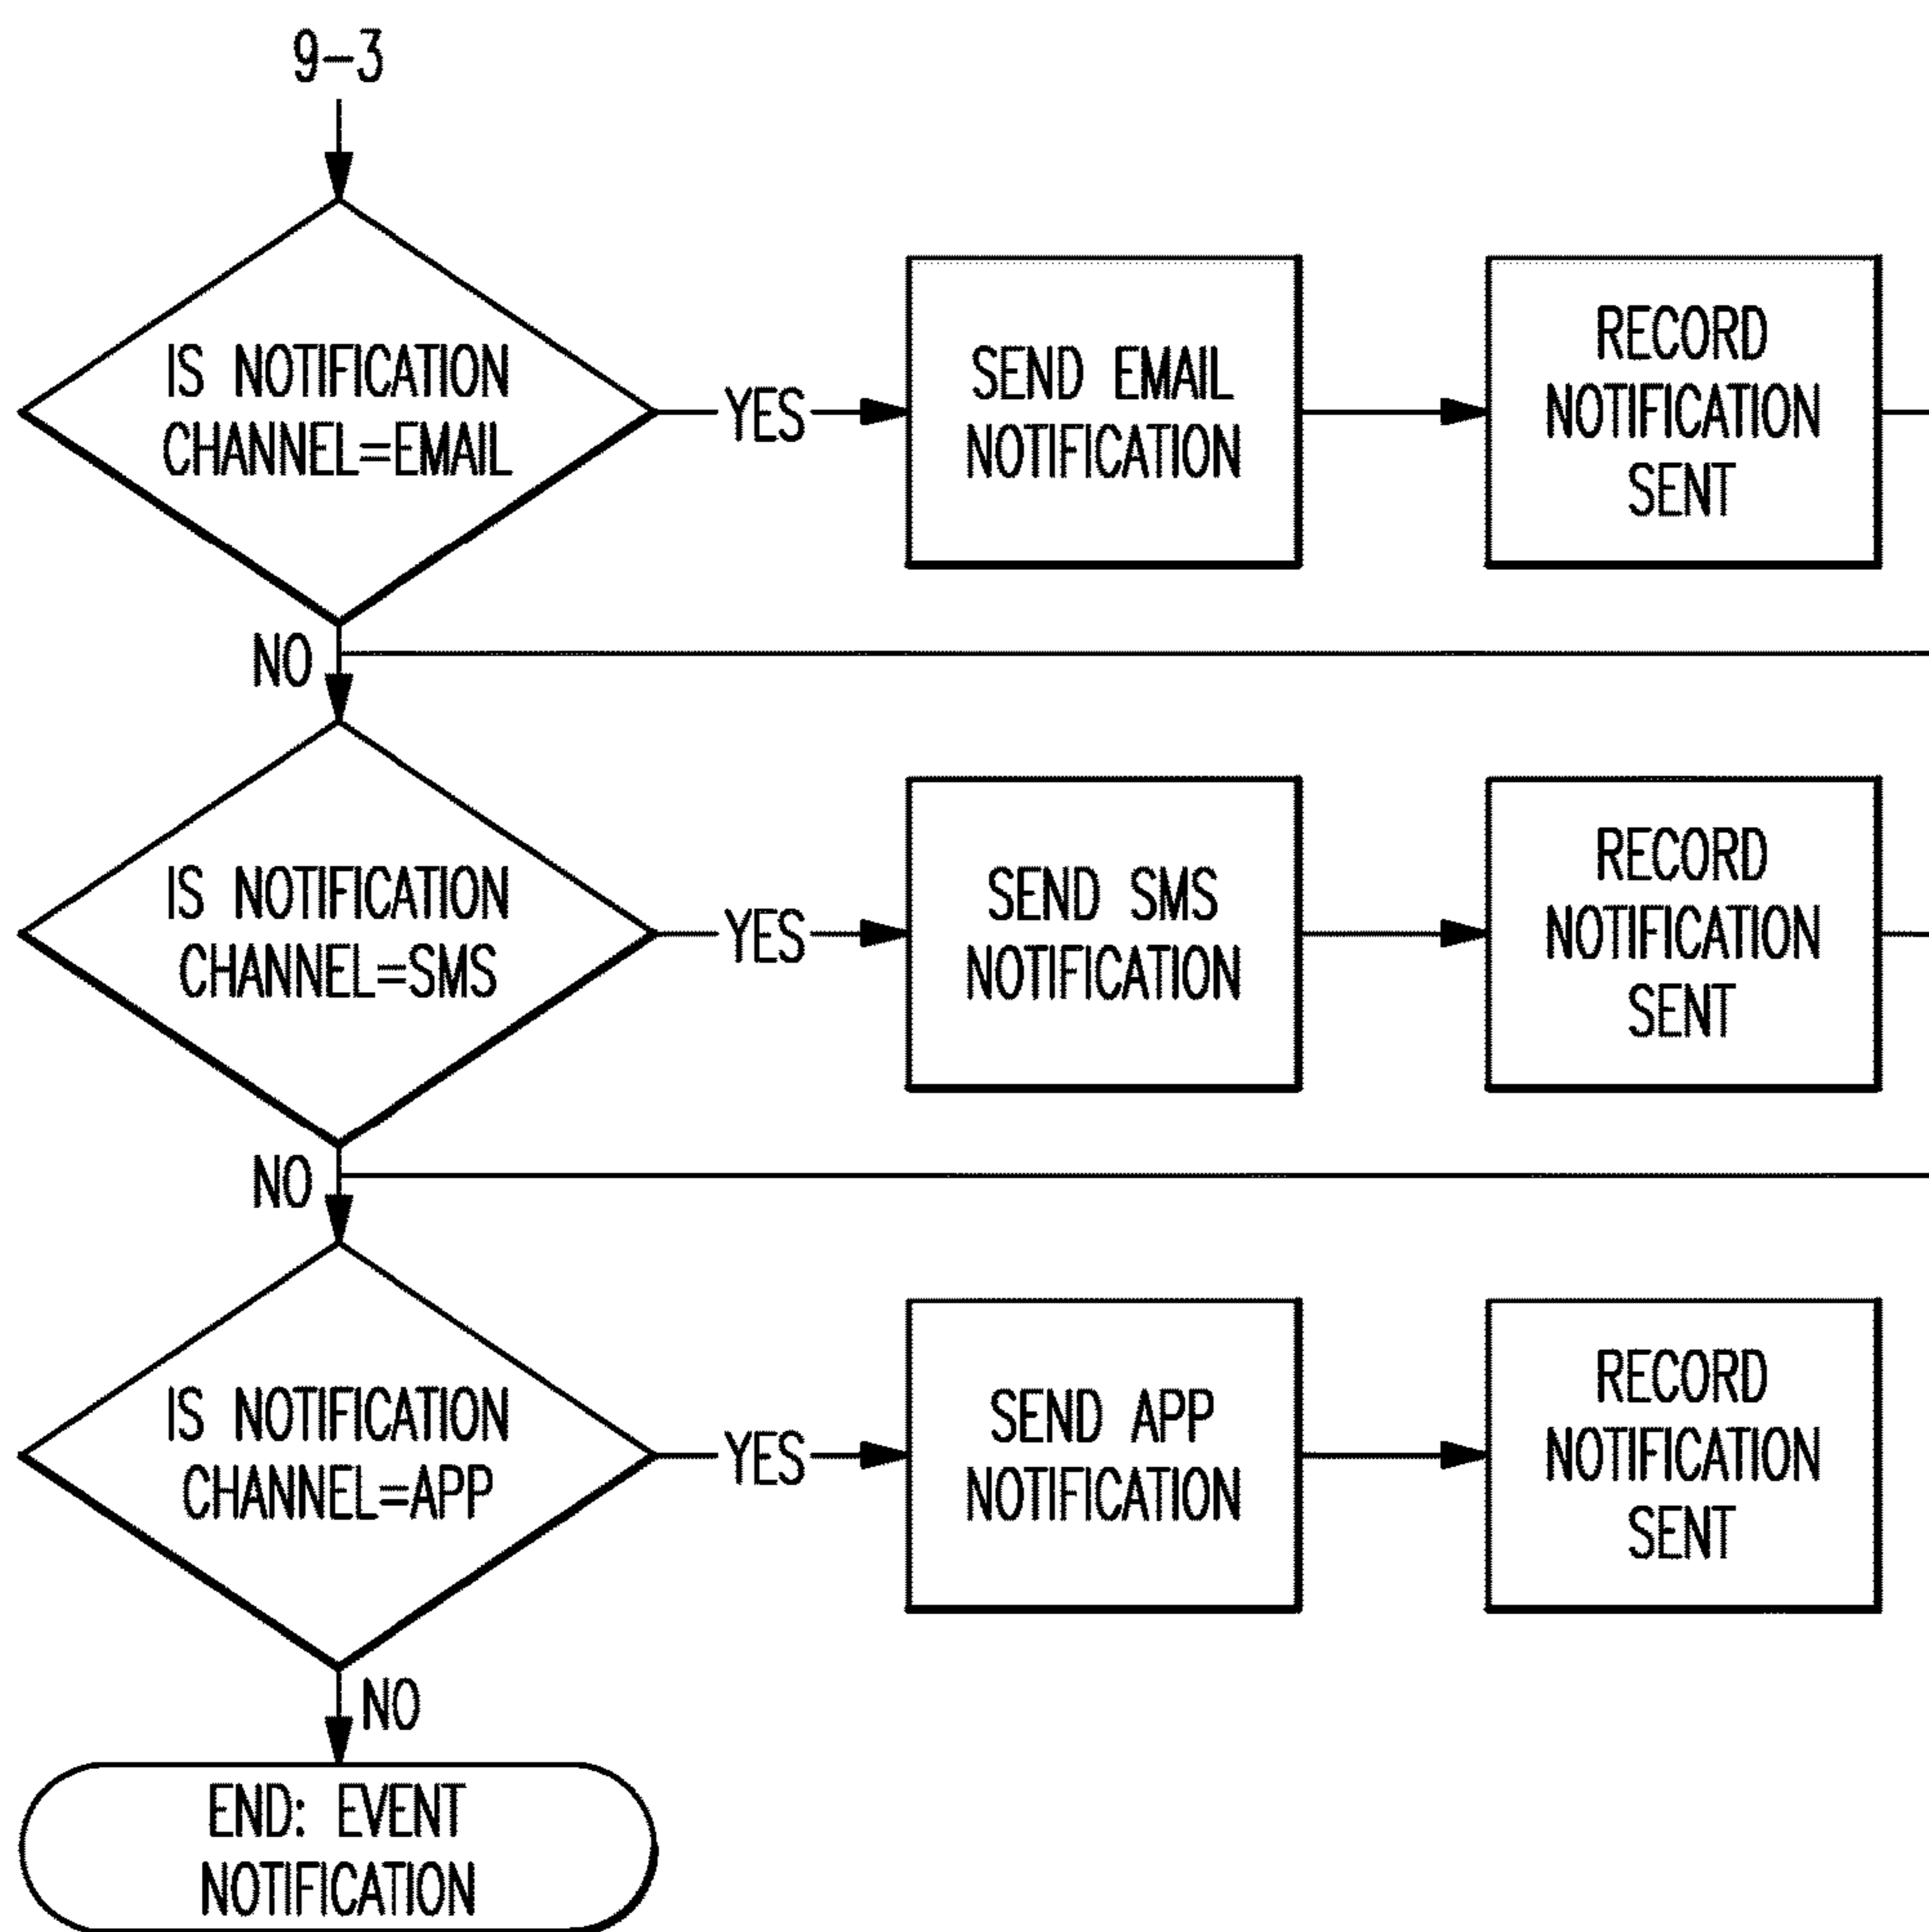 9-3
IS NOTIFICATION
CHANNEL=EMAIL
YES
SEND EMAIL
NOTIFICATION
RECORD
NOTIFICATION
SENT
NO
IS NOTIFICATION
CHANNEL=SMS
YES
SEND SMS
NOTIFICATION
RECORD
NOTIFICATION
SENT
NO
IS NOTIFICATION
CHANNEL=APP
YES
SEND APP
NOTIFICATION
RECORD
NOTIFICATION
SENT
NO
END: EVENT
NOTIFICATION